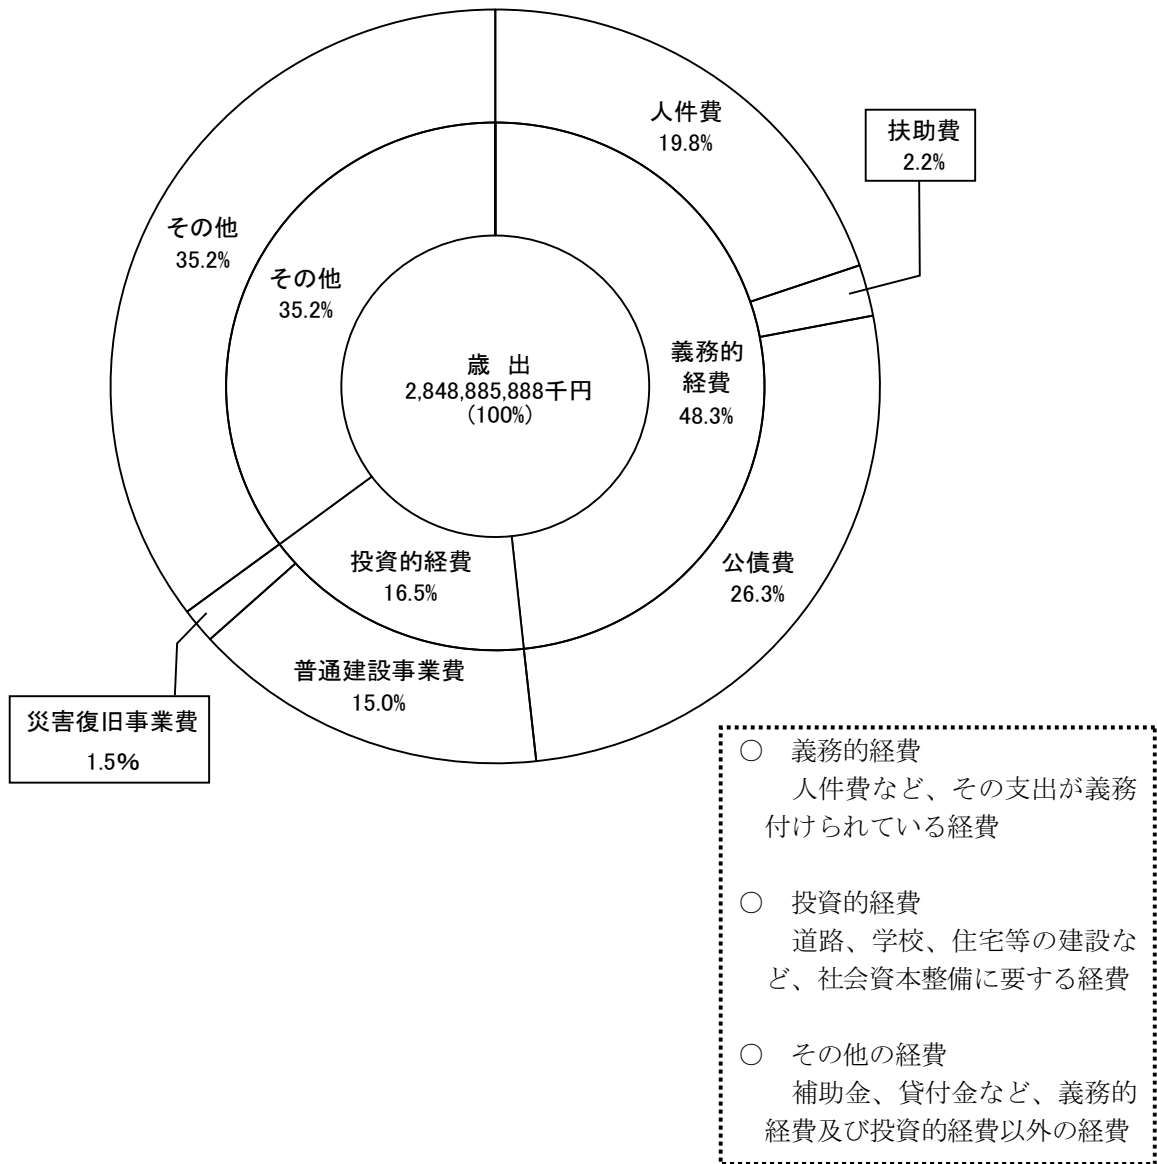 人件費
19.8%
扶助費
2.2%
その他
35.2%
その他
35.2%
歳 出
2,848,885,888千円
(100%)
義務的
経費
48.3%
投資的経費
16.5%
公債費
26.3%
普通建設事業費
15.0%
災害復旧事業費
1.5%
○ 義務的経費
人件費など、その支出が義務
付けられている経費
○ 投資的経費
道路、学校、住宅等の建設な
ど、社会資本整備に要する経費
○ その他の経費
補助金、貸付金など、義務的
経費及び投資的経費以外の経費